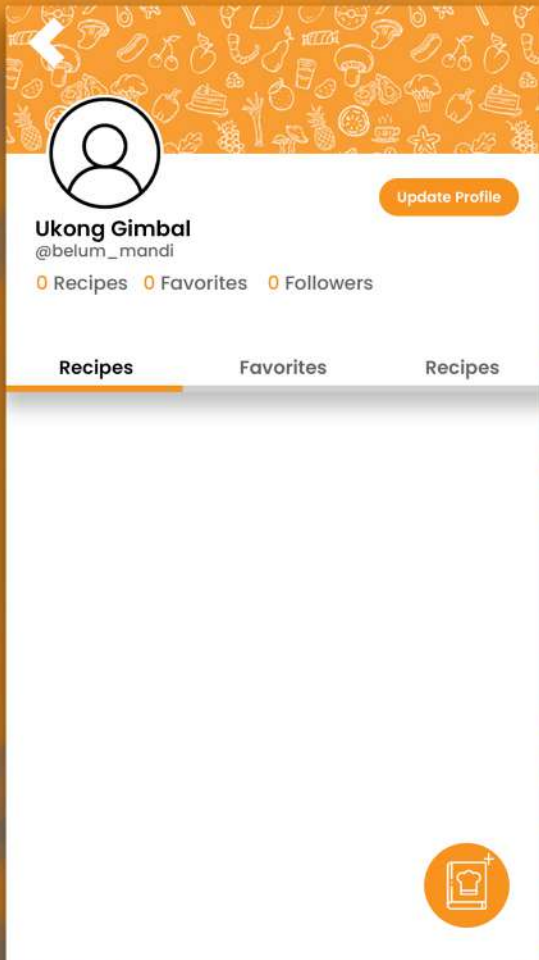 Update Profile
Ukong Gimbal
@belum_mandi
0 Recipes 0 Favorites 0 Followers
Recipes Favorites Recipes